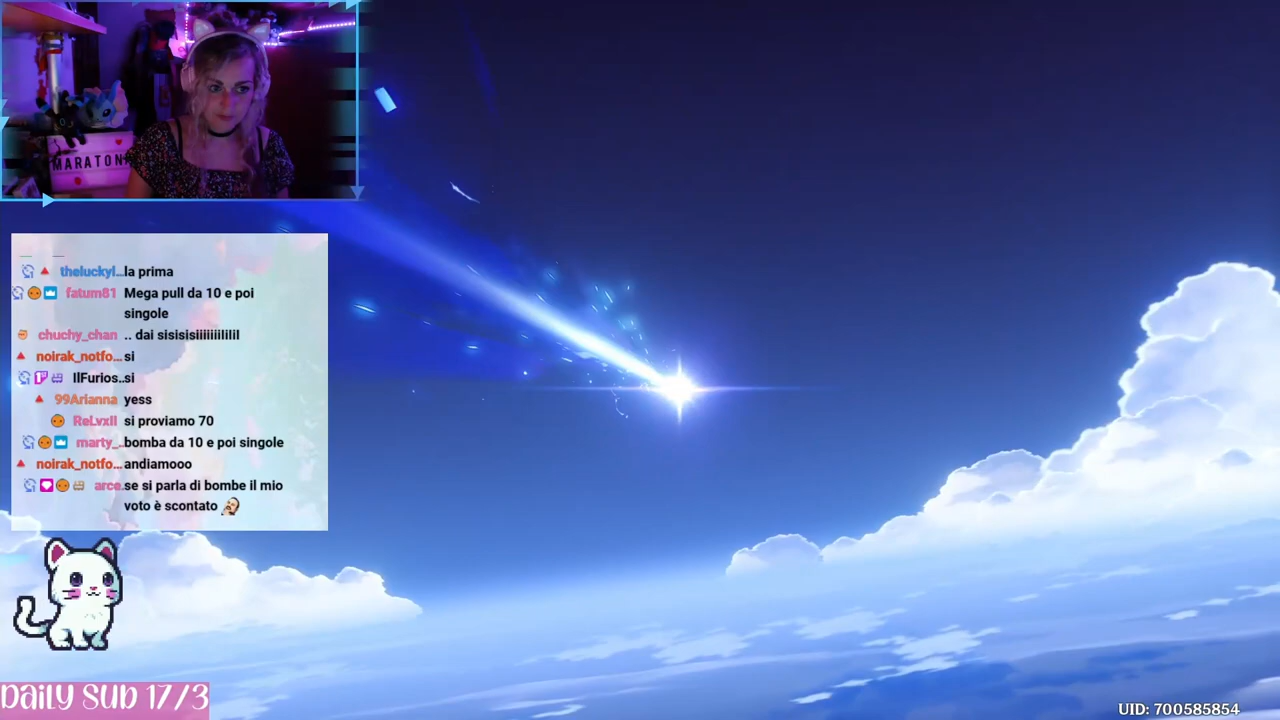 MARATON
theluckyl... la prima
fatum81 Mega pull da 10 e poi
singole
chuchy_chan .. dai sisisisiiiiiiiililil
noirak_notfo... si
IlFurios.. si
99Arianna yess
ReLvxII si proviamo 70
marty_.. bomba da 10 e poi singole
noirak_notfo... andiamooo
arce. se si parla di bombe il mio
voto è scontato
Daily Sub 17/3
UID: 700585854